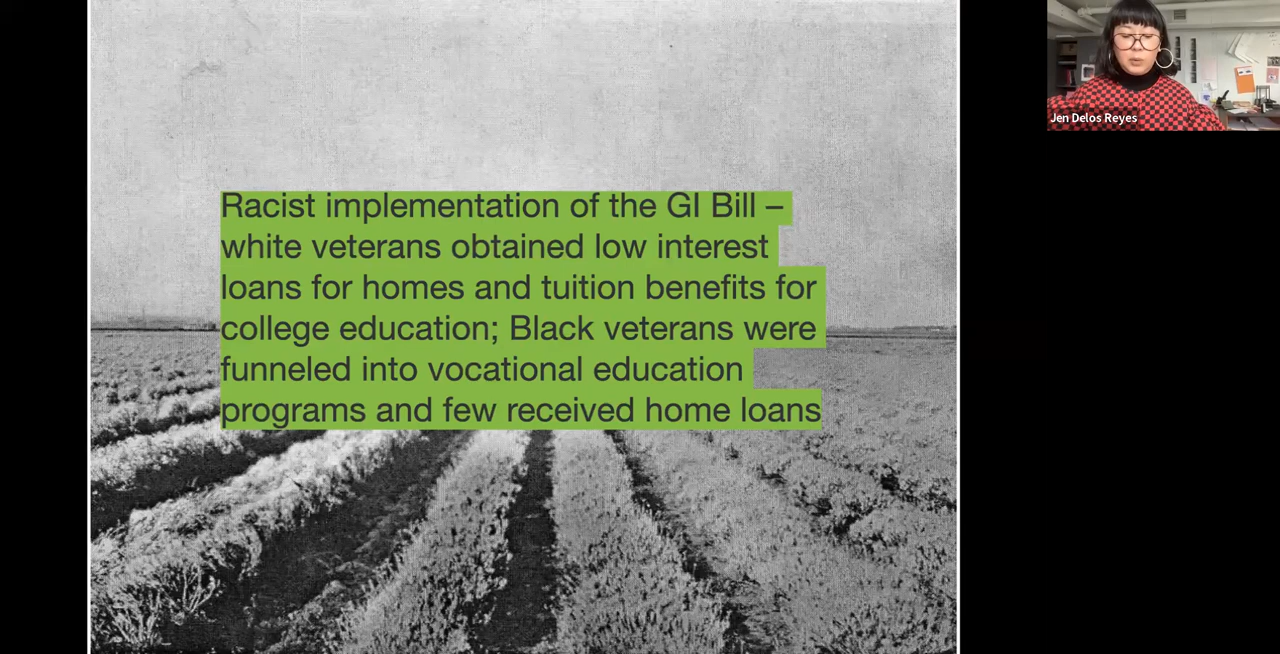 Racist implementation of the GI Bill –
white veterans obtained low interest
loans for homes and tuition benefits for
college education; Black veterans were
funneled into vocational education
programs and few received home loans
Jen Delos Reyes